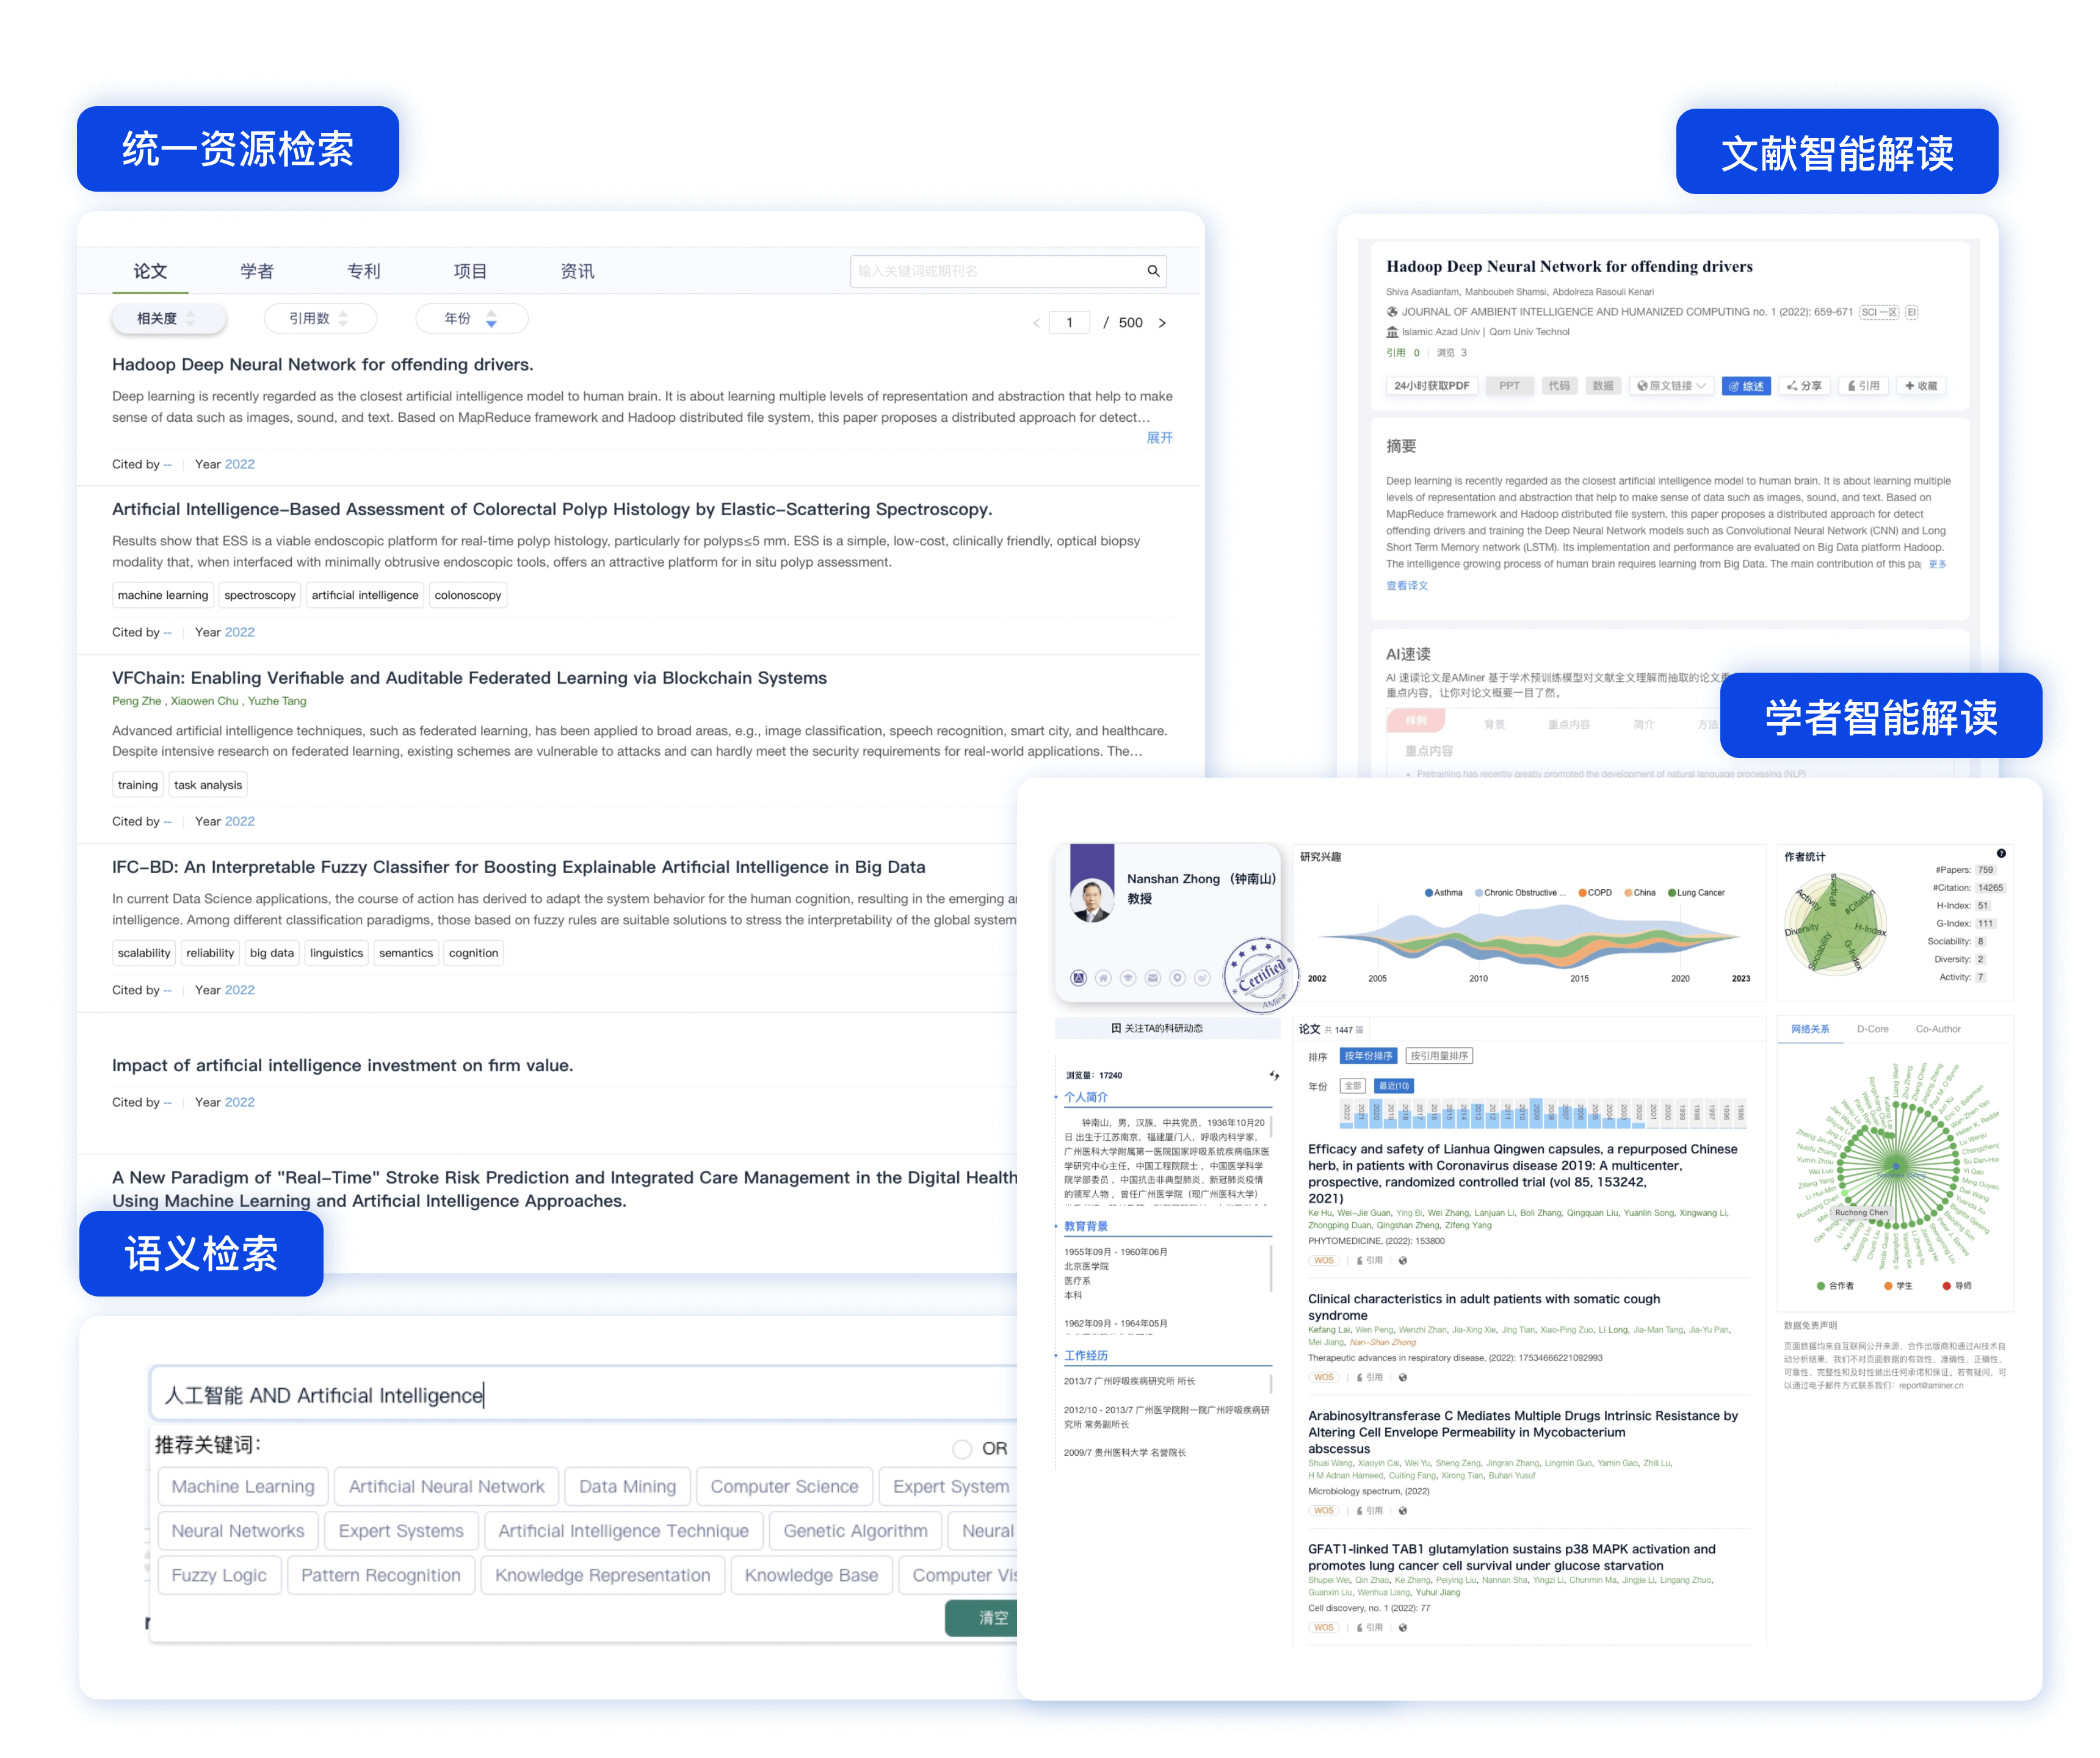 统一资源检索
论文 学者 专利 项目 资讯
输入关键词或期刊名
相关度 引用数 年份
1 / 500
Hadoop Deep Neural Network for offending drivers.
Deep learning is recently regarded as the closest artificial intelligence model to human brain. It is about learning multiple levels of representation and abstraction that help to make
sense of data such as images, sound, and text. Based on MapReduce framework and Hadoop distributed file system, this paper proposes a distributed approach for detect...
展开
Cited by -- | Year 2022
Artificial Intelligence-Based Assessment of Colorectal Polyp Histology by Elastic-Scattering Spectroscopy.
Results show that ESS is a viable endoscopic platform for real-time polyp histology, particularly for polyps≤5 mm. ESS is a simple, low-cost, clinically friendly, optical biopsy
modality that, when interfaced with minimally obtrusive endoscopic tools, offers an attractive platform for in situ polyp assessment.
machine learning spectroscopy artificial intelligence colonoscopy
Cited by -- | Year 2022
VFChain: Enabling Verifiable and Auditable Federated Learning via Blockchain Systems
Peng Zhe , Xiaowen Chu , Yuzhe Tang
Advanced artificial intelligence techniques, such as federated learning, has been applied to broad areas, e.g., image classification, speech recognition, smart city, and healthcare.
Despite intensive research on federated learning, existing schemes are vulnerable to attacks and can hardly meet the security requirements for real-world applications. The...
training task analysis
Cited by -- | Year 2022
IFC-BD: An Interpretable Fuzzy Classifier for Boosting Explainable Artificial Intelligence in Big Data
In current Data Science applications, the course of action has derived to adapt the system behavior for the human cognition, resulting in the emerging
intelligence. Among different classification paradigms, those based on fuzzy rules are suitable solutions to stress the interpretability of the global system
scalability reliability big data linguistics semantics cognition
Cited by -- | Year 2022
Impact of artificial intelligence investment on firm value.
Cited by -- | Year 2022
A New Paradigm of "Real-Time" Stroke Risk Prediction and Integrated Care Management in the Digital Health
Using Machine Learning and Artificial Intelligence Approaches.
语义检索
人工智能 AND Artificial Intelligence
推荐关键词:
OR
Machine Learning Artificial Neural Network Data Mining Computer Science Expert System
Neural Networks Expert Systems Artificial Intelligence Technique Genetic Algorithm Neural
Fuzzy Logic Pattern Recognition Knowledge Representation Knowledge Base Computer
清空
文献智能解读
Hadoop Deep Neural Network for offending drivers
Shiva Asadianfam, Mahboubeh Shamsi, Abdolreza Rasouli Kenari
JOURNAL OF AMBIENT INTELLIGENCE AND HUMANIZED COMPUTING no. 1 (2022): 659-671 SCI 一区 EI
Islamic Azad Univ | Qom Univ Technol
引用 0 | 浏览 3
24小时获取PDF PPT 代码 数据 原文链接 综述 分享 引用 收藏
摘要
Deep learning is recently regarded as the closest artificial intelligence model to human brain. It is about learning multiple
levels of representation and abstraction that help to make sense of data such as images, sound, and text. Based on
MapReduce framework and Hadoop distributed file system, this paper proposes a distributed approach for detect
offending drivers and training the Deep Neural Network models such as Convolutional Neural Network (CNN) and Long
Short Term Memory network (LSTM). Its implementation and performance are evaluated on Big Data platform Hadoop.
The intelligence growing process of human brain requires learning from Big Data. The main contribution of this 更多
查看译文
AI速读
AI 速读论文是AMiner 基于学术预训练模型对文献全文理解而抽取的论文
重点内容，让你对论文概要一目了然。
样例 背景 重点内容 简介 方法
重点内容
• Pretraining has recently greatly promoted the development of natural language processing (NLP)
学者智能解读
Nanshan Zhong （钟南山）
教授
Certified
AMiner
关注TA的科研动态
浏览量：17240
个人简介
钟南山，男，汉族，中共党员，1936年10月20
日 出生于江苏南京，福建厦门人，呼吸内科学家，
广州医科大学附属第一医院国家呼吸系统疾病临床医
学研究中心主任，中国工程院院士 ，中国医学科学
院学部委员 ，中国抗击非典型肺炎、新冠肺炎疫情
的领军人物 ，曾任广州医学院（现广州医科大学）
教育背景
1955年09月 - 1960年06月
北京医学院
医疗系
本科
1962年09月 - 1964年05月
工作经历
2013/7 广州呼吸疾病研究所 所长
2012/10 - 2013/7 广州医学院附一院广州呼吸疾病研
究所 常务副所长
2009/7 贵州医科大学 名誉院长
研究兴趣
Asthma Chronic Obstructive ... COPD China Lung Cancer
2002 2005 2010 2015 2020 2023
论文 共 1447 篇
排序 按年份排序 按引用量排序
年份 全部 最近(10)
Efficacy and safety of Lianhua Qingwen capsules, a repurposed Chinese
herb, in patients with Coronavirus disease 2019: A multicenter,
prospective, randomized controlled trial (vol 85, 153242,
2021)
Ke Hu, Wei-Jie Guan, Ying Bi, Wei Zhang, Lanjuan Li, Boli Zhang, Qingquan Liu, Yuanlin Song, Xingwang Li,
Zhongping Duan, Qingshan Zheng, Zifeng Yang
PHYTOMEDICINE, (2022): 153800
WOS | 引用 |
Clinical characteristics in adult patients with somatic cough
syndrome
Kefang Lai, Wen Peng, Wenzhi Zhan, Jia-Xing Xie, Jing Tian, Xiao-Ping Zuo, Li Long, Jia-Man Tang, Jia-Yu Pan,
Mei Jiang, Nan-Shan Zhong
Therapeutic advances in respiratory disease, (2022): 17534666221092993
WOS | 引用 |
Arabinosyltransferase C Mediates Multiple Drugs Intrinsic Resistance by
Altering Cell Envelope Permeability in Mycobacterium
abscessus
Shuai Wang, Xiaoyin Cai, Wei Yu, Sheng Zeng, Jingran Zhang, Lingmin Guo, Yamin Gao, Zhili Lu,
H M Adnan Hameed, Cuiting Fang, Xirong Tian, Buhari Yusuf
Microbiology spectrum, (2022)
WOS | 引用 |
GFAT1-linked TAB1 glutamylation sustains p38 MAPK activation and
promotes lung cancer cell survival under glucose starvation
Shupei Wei, Qin Zhao, Ke Zheng, Peiying Liu, Nannan Sha, Yingzi Li, Chunmin Ma, Jingjie Li, Lingang Zhuo,
Guanxin Liu, Wenhua Liang, Yuhui Jiang
Cell discovery, no. 1 (2022): 77
WOS | 引用 |
作者统计
#Papers #Citation H-Index G-Index Sociability Diversity Activity
#Papers: 759
#Citation: 14265
H-Index: 51
G-Index: 111
Sociability: 8
Diversity: 2
Activity: 7
网络关系 D-Core Co-Author
Ruchong Chen
合作者 学生 导师
数据免责声明
页面数据均来自互联网公开来源、合作出版商和通过AI技术自
动分析结果，我们不对页面数据的有效性、准确性、正确性、
可靠性、完整性和及时性做出任何承诺和保证。若有疑问，可
以通过电子邮件方式联系我们：report@aminer.cn